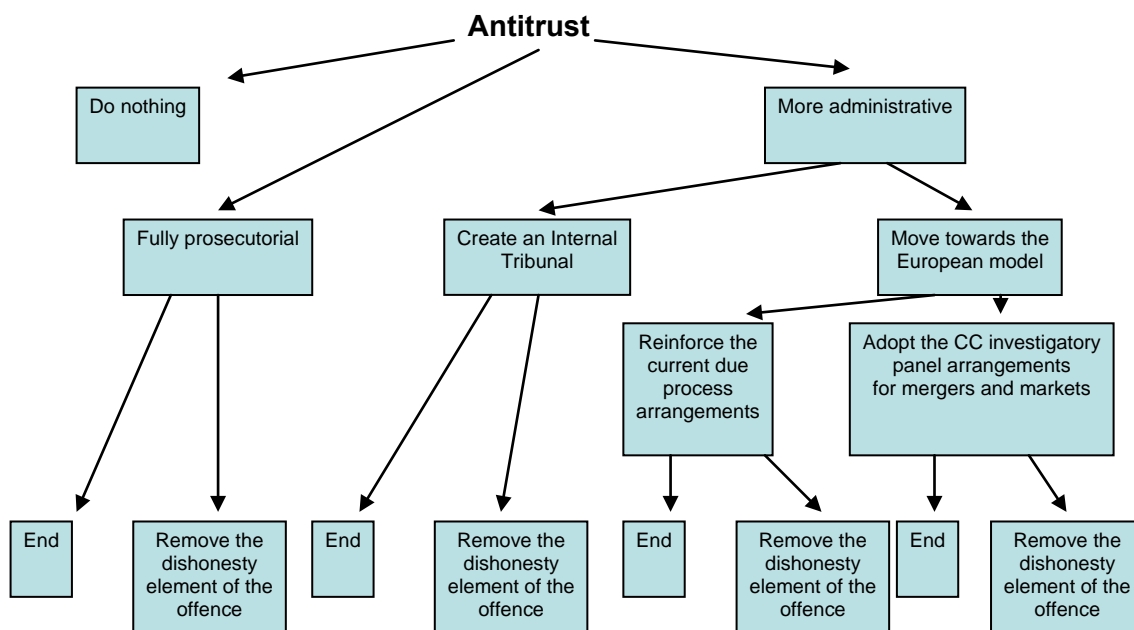 Antitrust
Do nothing
More administrative
Fully prosecutorial
Create an Internal
Tribunal
Move towards the
European model
Reinforce the
current due
process
arrangements
Adopt the CC investigatory
panel arrangements
for mergers and markets
End
Remove the
dishonesty
element of the
offence
End
Remove the
dishonesty
element of the
offence
End
Remove the
dishonesty
element of the
offence
End
Remove the
dishonesty
element of the
offence